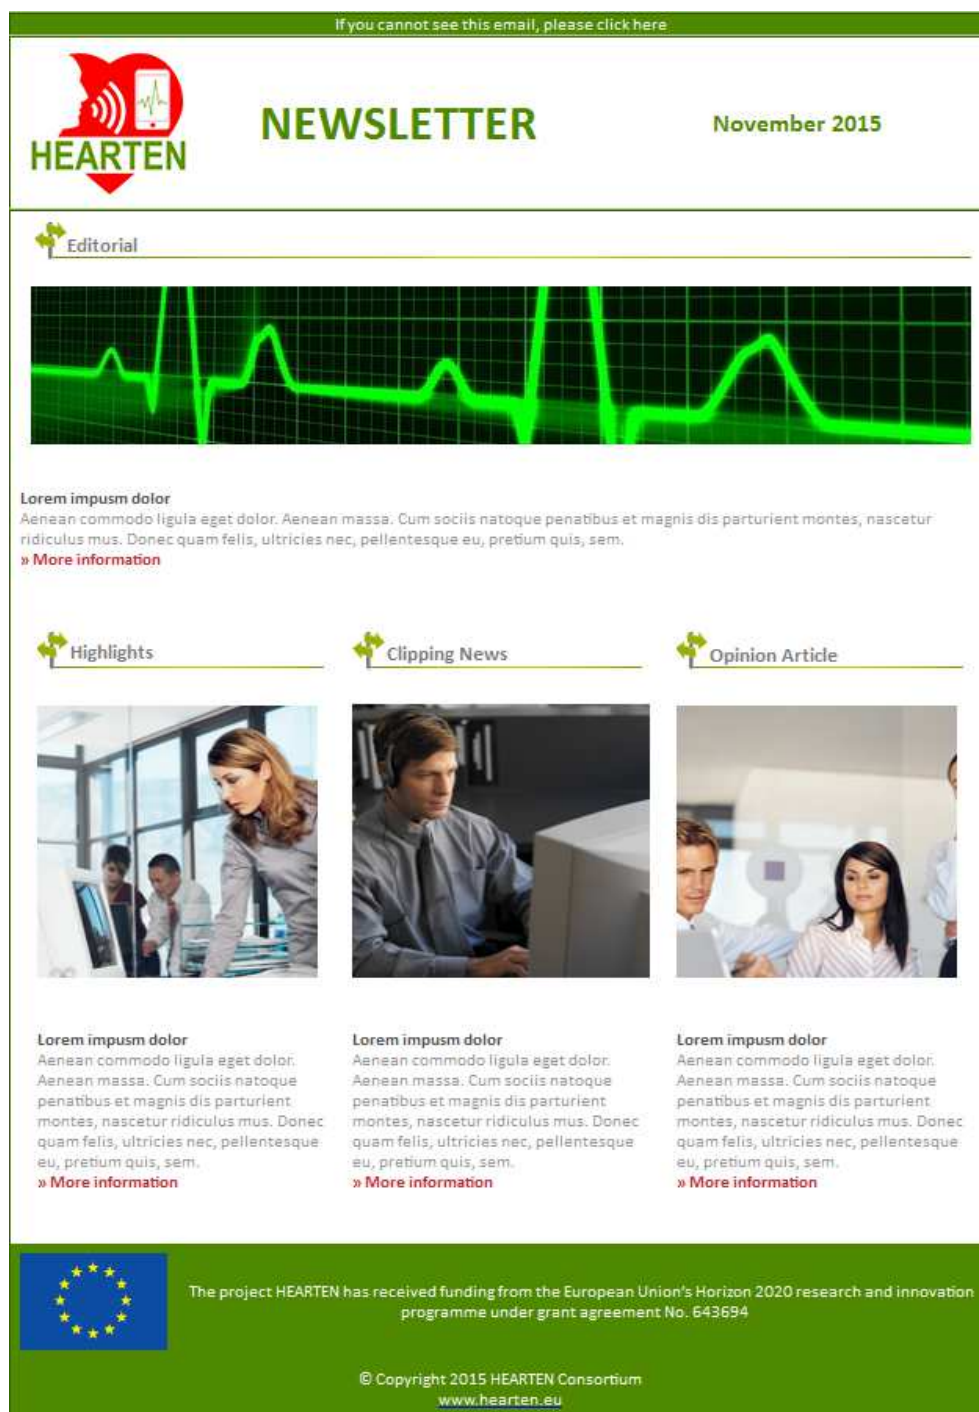 If you cannot see this email, please click here
HEARTEN
NEWSLETTER
November 2015
Editorial
Lorem impusm dolor
Aenean commodo ligula eget dolor. Aenean massa. Cum sociis natoque penatibus et magnis dis parturient montes, nascetur
ridiculus mus. Donec quam felis, ultricies nec, pellentesque eu, pretium quis, sem.
» More information
Highlights
Lorem impusm dolor
Aenean commodo ligula eget dolor.
Aenean massa. Cum sociis natoque
penatibus et magnis dis parturient
montes, nascetur ridiculus mus. Donec
quam felis, ultricies nec, pellentesque
eu, pretium quis, sem.
» More information
Clipping News
Lorem impusm dolor
Aenean commodo ligula eget dolor.
Aenean massa. Cum sociis natoque
penatibus et magnis dis parturient
montes, nascetur ridiculus mus. Donec
quam felis, ultricies nec, pellentesque
eu, pretium quis, sem.
» More information
Opinion Article
Lorem impusm dolor
Aenean commodo ligula eget dolor.
Aenean massa. Cum sociis natoque
penatibus et magnis dis parturient
montes, nascetur ridiculus mus. Donec
quam felis, ultricies nec, pellentesque
eu, pretium quis, sem.
» More information
The project HEARTEN has received funding from the European Union's Horizon 2020 research and innovation
programme under grant agreement No. 643694
© Copyright 2015 HEARTEN Consortium
www.hearten.eu